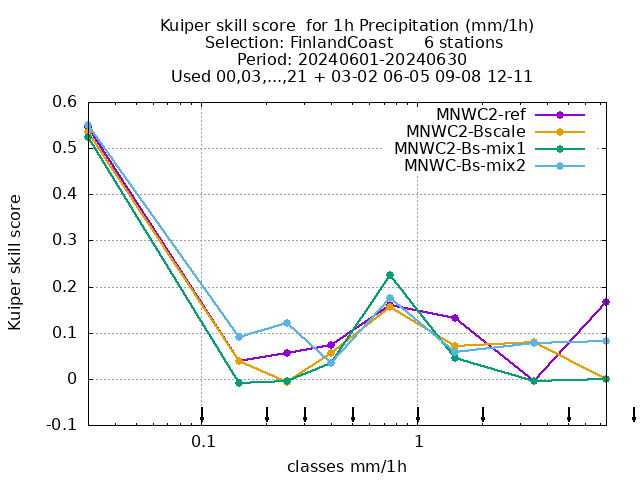 Kuiper skill score  for 1h Precipitation (mm/1h)
Selection: FinlandCoast      6 stations
Period: 20240601-20240630
Used 00,03,...,21 + 03-02 06-05 09-08 12-11
MNWC2-ref
MNWC2-Bscale
MNWC2-Bs-mix1
MNWC-Bs-mix2
Kuiper skill score
0.6
0.5
0.4
0.3
0.2
0.1
0
-0.1
0.1
1
classes mm/1h